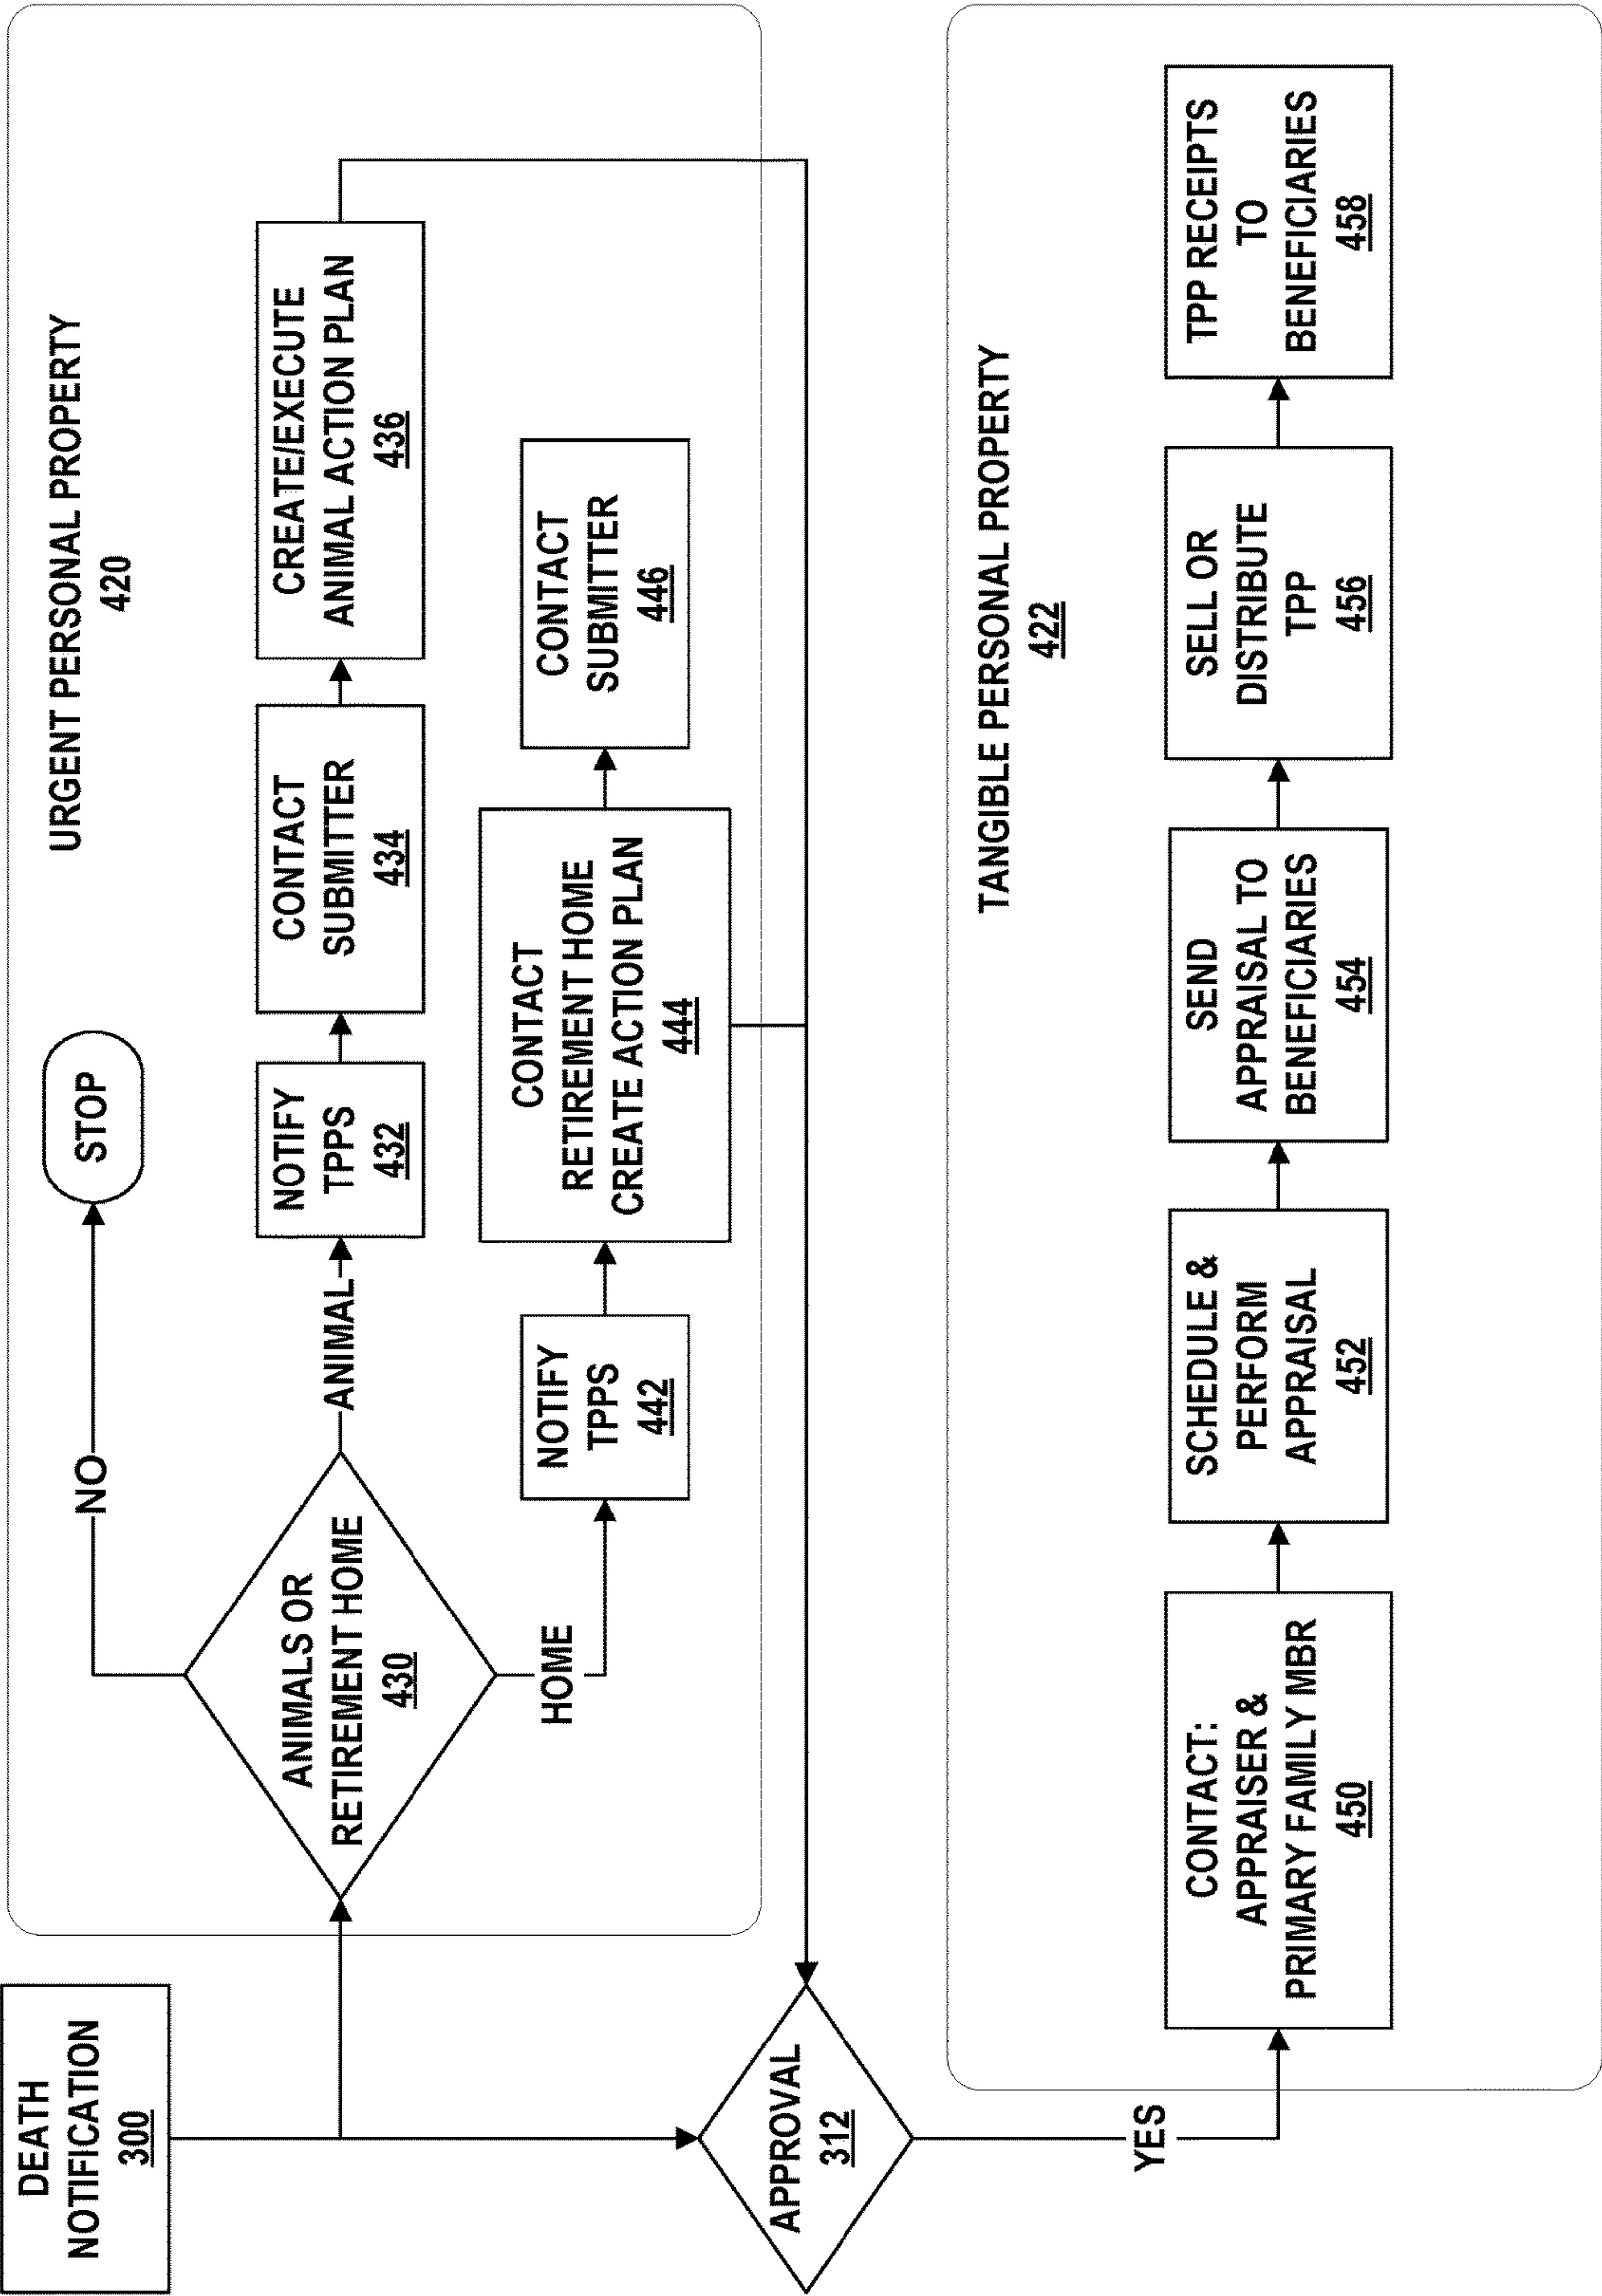 DEATH
NOTIFICATION
300
URGENT PERSONAL PROPERTY
420
NO
STOP
ANIMALS OR
RETIREMENT HOME
430
ANIMAL
NOTIFY
TPPS
432
CONTACT
SUBMITTER
434
CREATE/EXECUTE
ANIMAL ACTION PLAN
436
HOME
NOTIFY
TPPS
442
CONTACT
RETIREMENT HOME
CREATE ACTION PLAN
444
CONTACT
SUBMITTER
446
APPROVAL
312
YES
TANGIBLE PERSONAL PROPERTY
422
CONTACT:
APPRAISER &
PRIMARY FAMILY MBR
450
SCHEDULE &
PERFORM
APPRAISAL
452
SEND
APPRAISAL TO
BENEFICIARIES
454
SELL OR
DISTRIBUTE
TPP
456
TPP RECEIPTS
TO
BENEFICIARIES
458